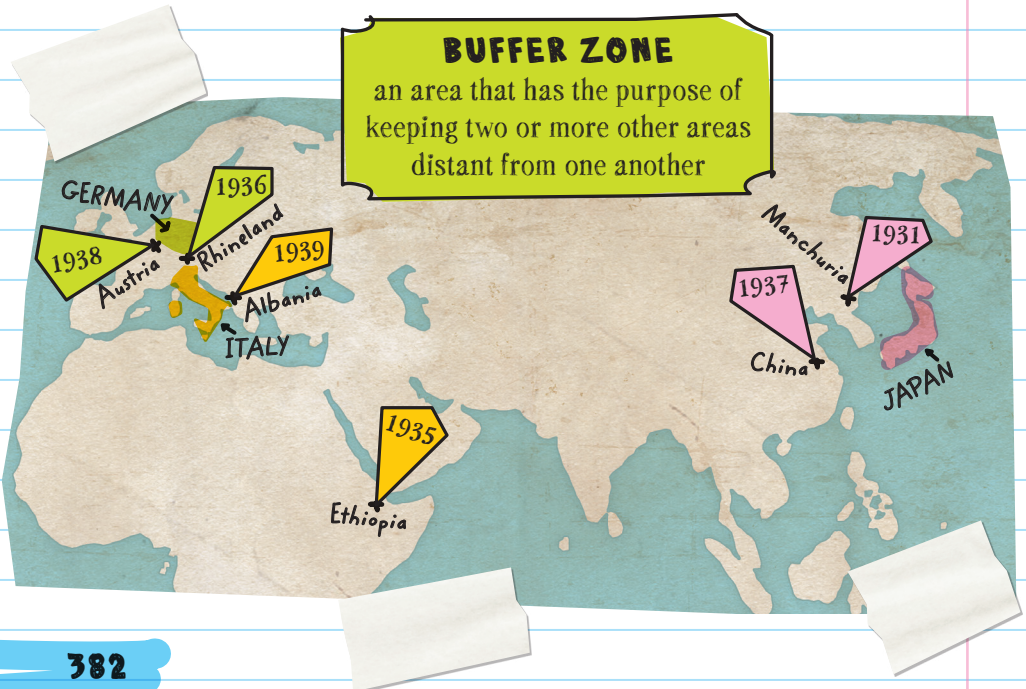 BUFFER ZONE
an area that has the purpose of
keeping two or more other areas
distant from one another
GERMANY
1936
Rhineland
1938
Austria
1939
Albania
ITALY
1935
Ethiopia
Manchuria
1931
1937
China
JAPAN
382